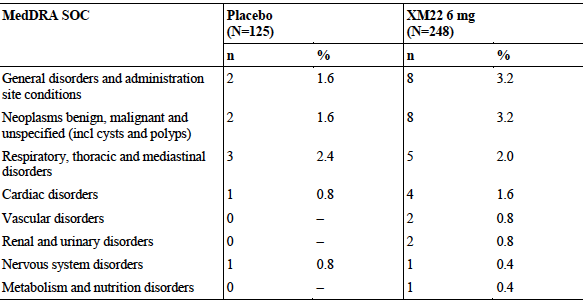 MedDRA SOC Placebo XM22 6 mg
(N=125) (N=248)
n % n %
General disorders and administration 2 1.6 8 3.2
site conditions
Neoplasms benign, malignant and 2 1.6 8 3.2
unspecified (incl cysts and polyps)
Respiratory, thoracic and mediastinal 3 2.4 5 2.0
disorders
Cardiac disorders 1 0.8 4 1.6
Vascular disorders 0 – 2 0.8
Renal and urinary disorders 0 – 2 0.8
Nervous system disorders 1 0.8 1 0.4
Metabolism and nutrition disorders 0 – 1 0.4